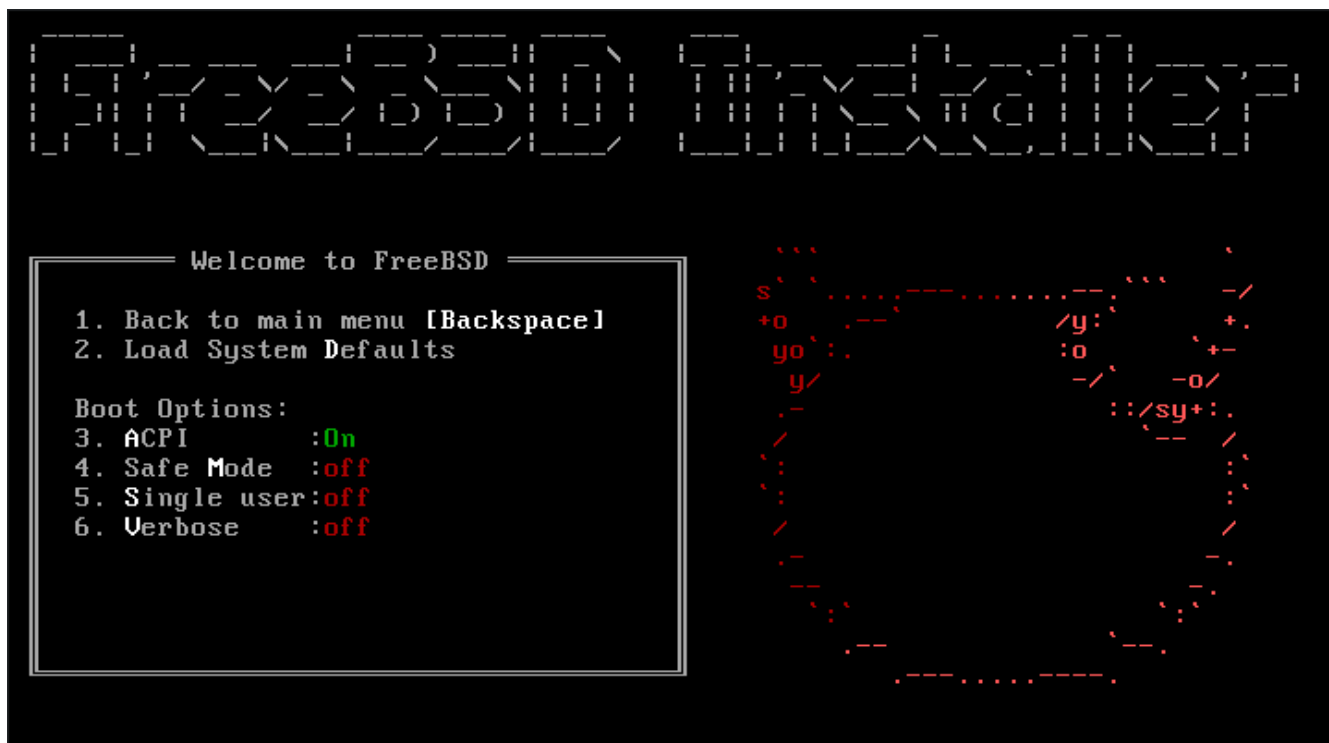 FreeBSD Installer
Welcome to FreeBSD
1. Back to main menu [Backspace]
2. Load System Defaults
Boot Options:
3. ACPI :On
4. Safe Mode :off
5. Single user:off
6. Verbose :off